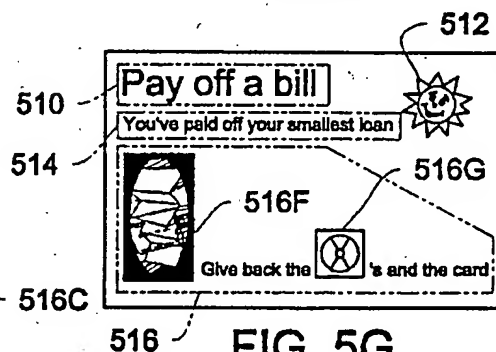 512
Pay off a bill
510
You've paid off your smallest loan
514
516G
516F
Give back the 's and the card
516C
516
FIG. 5G